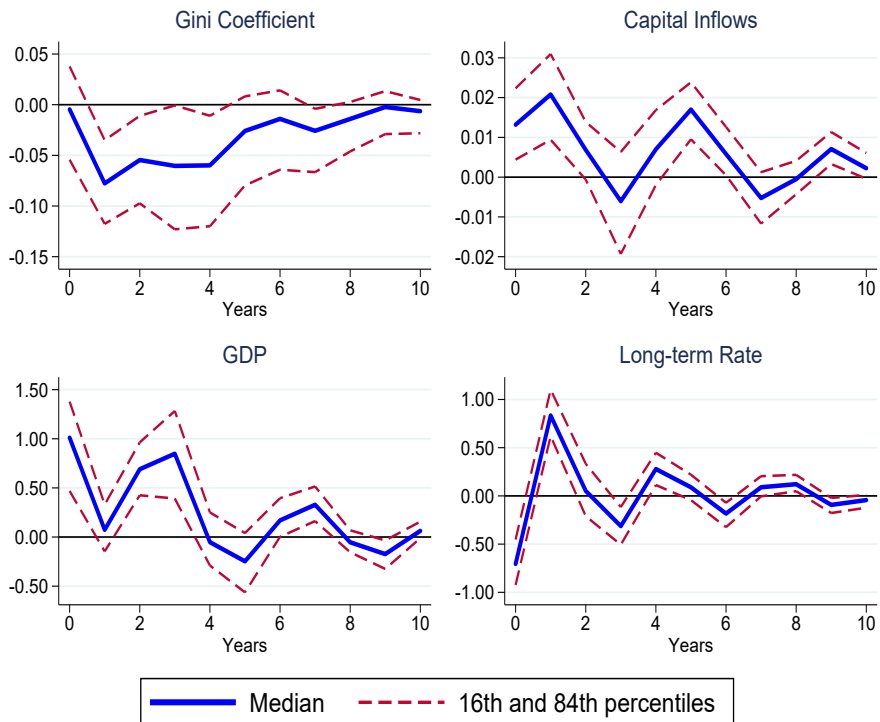 Gini Coefficient
0.05
0.00
-0.05
-0.10
-0.15
0 2 4 6 8 10
Years
Capital Inflows
0.03
0.02
0.01
0.00
-0.01
-0.02
0 2 4 6 8 10
Years
GDP
1.50
1.00
0.50
0.00
-0.50
0 2 4 6 8 10
Years
Long-term Rate
1.00
0.50
0.00
-0.50
-1.00
0 2 4 6 8 10
Years
Median 16th and 84th percentiles